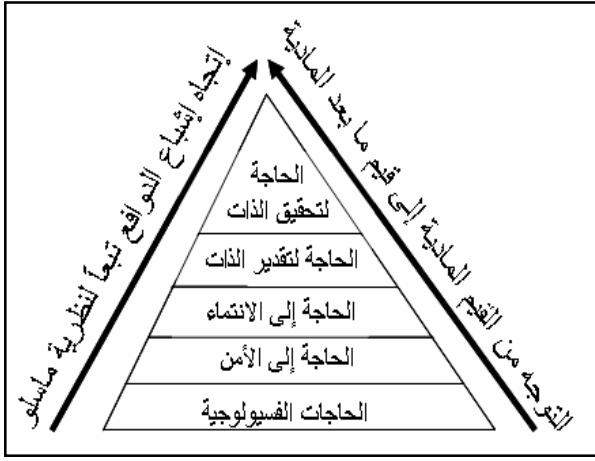 إتجاه إشباع الدوافع تبعاً لنظرية ماسلو
التوجه من القيم المادية إلى قيم ما بعد المادية
الحاجة
لتحقيق الذات
الحاجة لتقدير الذات
الحاجة إلى الانتماء
الحاجة إلى الأمن
الحاجات الفسيولوجية